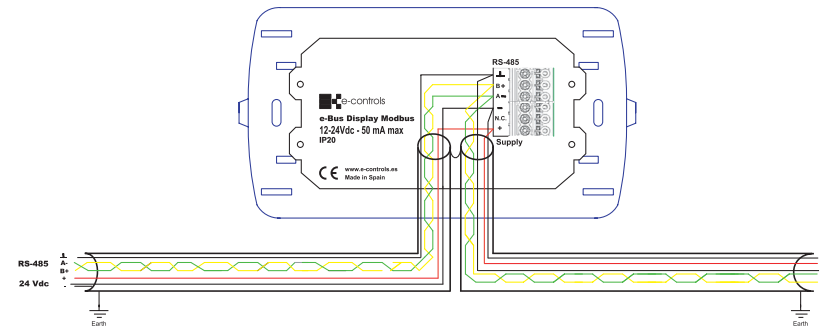 RS-485
B+
A-
-
N.C.
+
Supply
e-controls
e-Bus Display Modbus
12-24Vdc - 50 mA max
IP20
CE
www.e-controls.es
Made in Spain
RS-485
A-
B+
+
24 Vdc
-
Earth
Earth